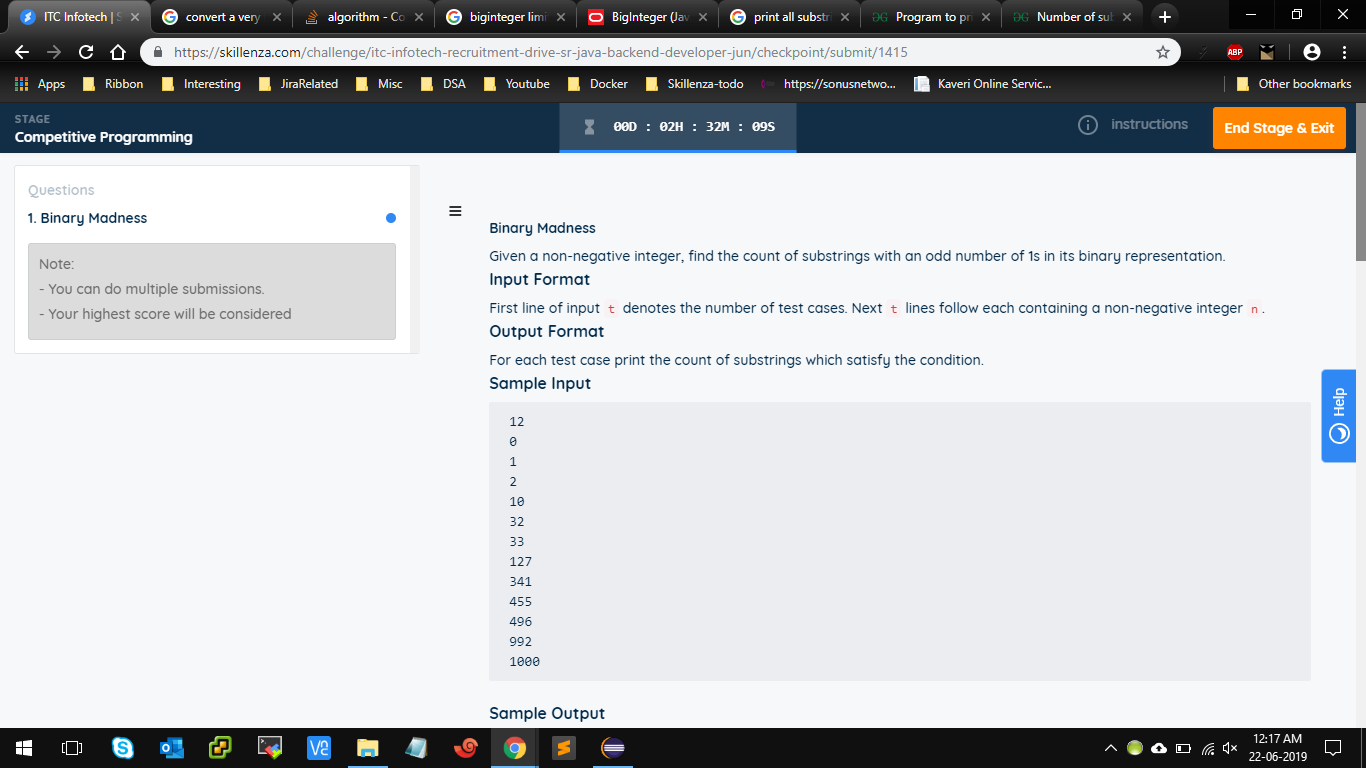 ITC Infotech | S
convert a very
algorithm - Co
biginteger limi
BigInteger (Jav
print all substr
Program to pri
Number of sub
https://skillenza.com/challenge/itc-infotech-recruitment-drive-sr-java-backend-developer-jun/checkpoint/submit/1415
ABP
Apps Ribbon Interesting JiraRelated Misc DSA Youtube Docker Skillenza-todo https://sonusnetwo... Kaveri Online Servic... Other bookmarks
STAGE
Competitive Programming
00D : 02H : 32M : 09S
instructions
End Stage & Exit
Questions
1. Binary Madness
Note:
- You can do multiple submissions.
- Your highest score will be considered
Binary Madness
Given a non-negative integer, find the count of substrings with an odd number of 1s in its binary representation.
Input Format
First line of input t denotes the number of test cases. Next t lines follow each containing a non-negative integer n.
Output Format
For each test case print the count of substrings which satisfy the condition.
Sample Input
12
0
1
2
10
32
33
127
341
455
496
992
1000
Help
Sample Output
12:17 AM
22-06-2019